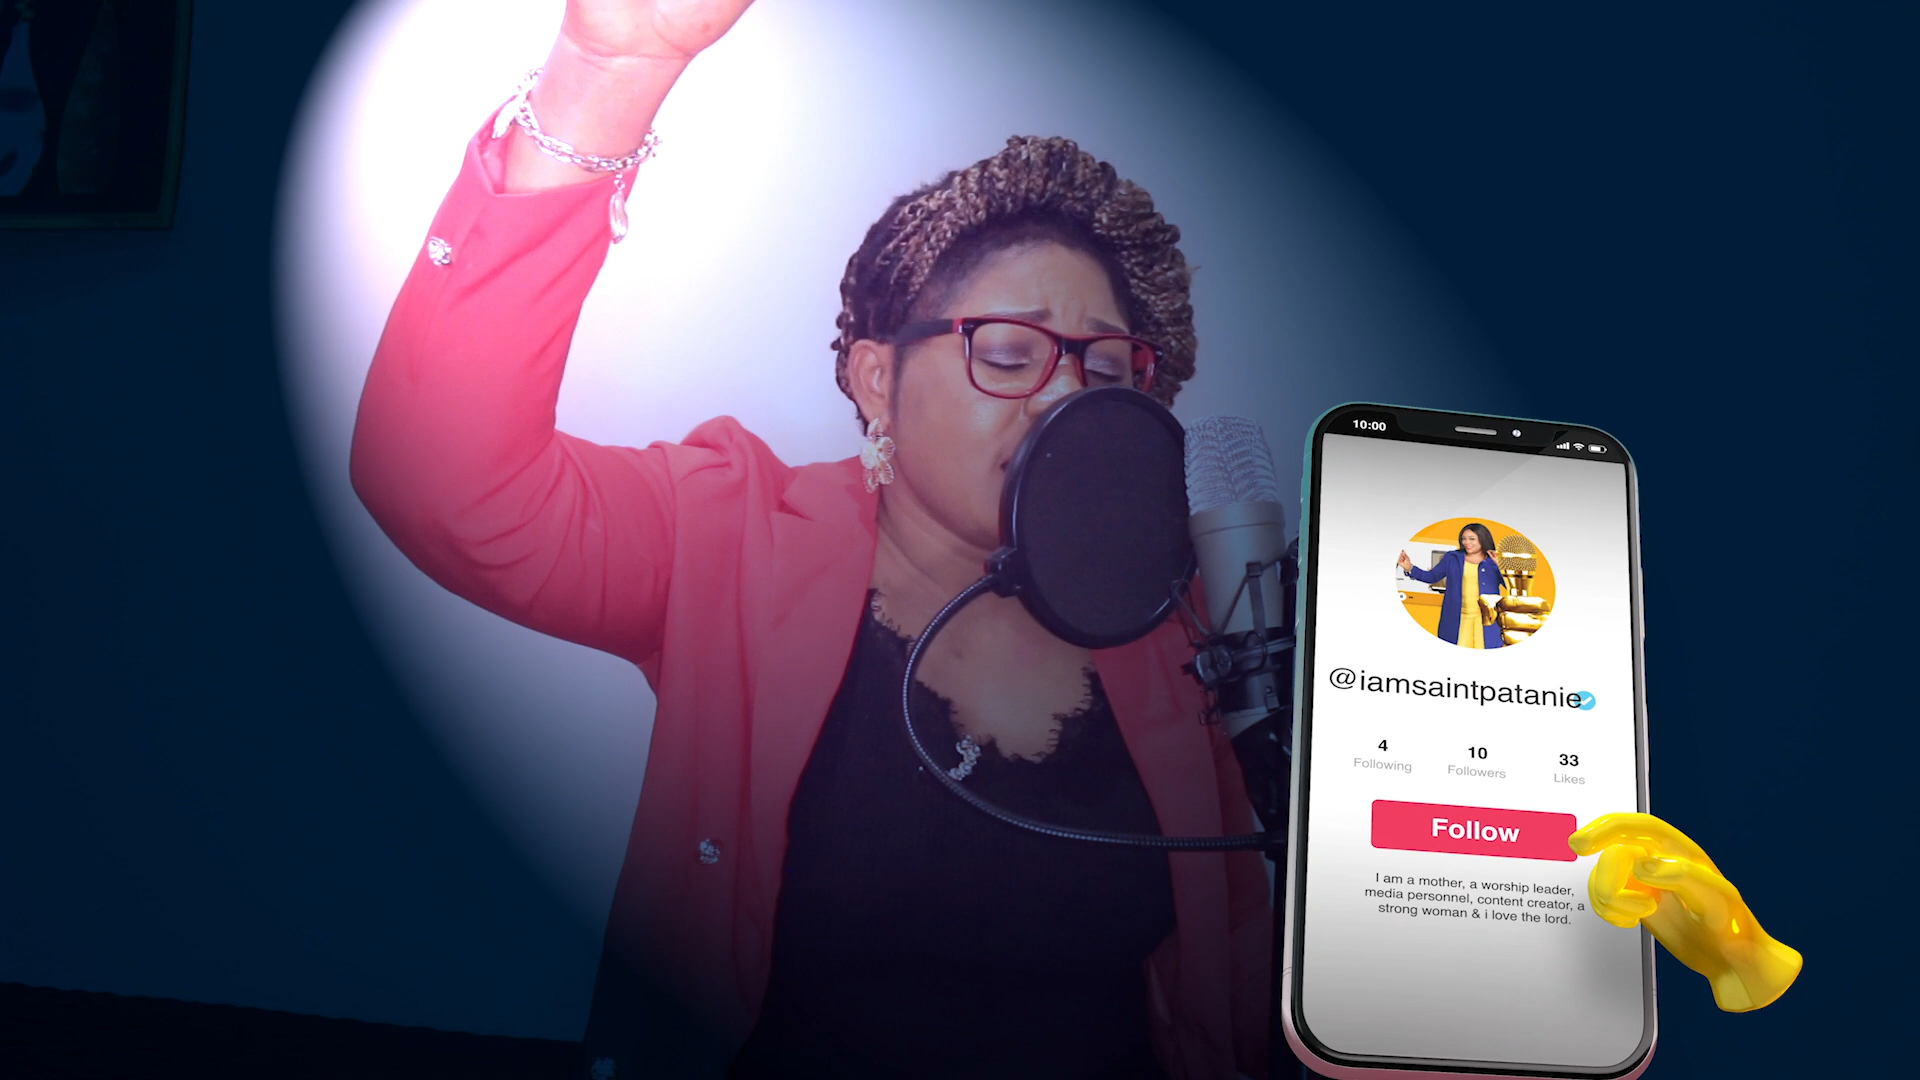 10:00
@iamsaintpatanie
4 10 33
Following Followers Likes
Follow
I am a mother, a worship leader,
media personnel, content creator, a
strong woman & i love the lord.